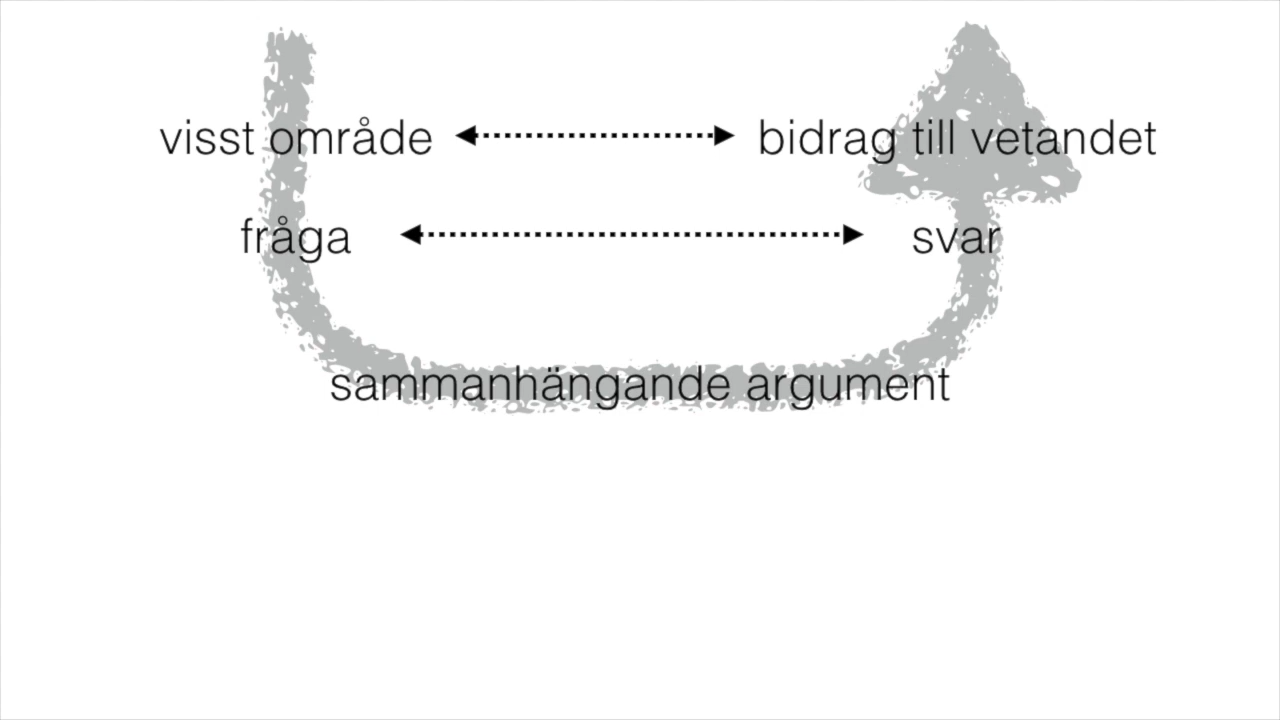 visst område bidrag till vetandet
fråga svar
sammanhängande argument